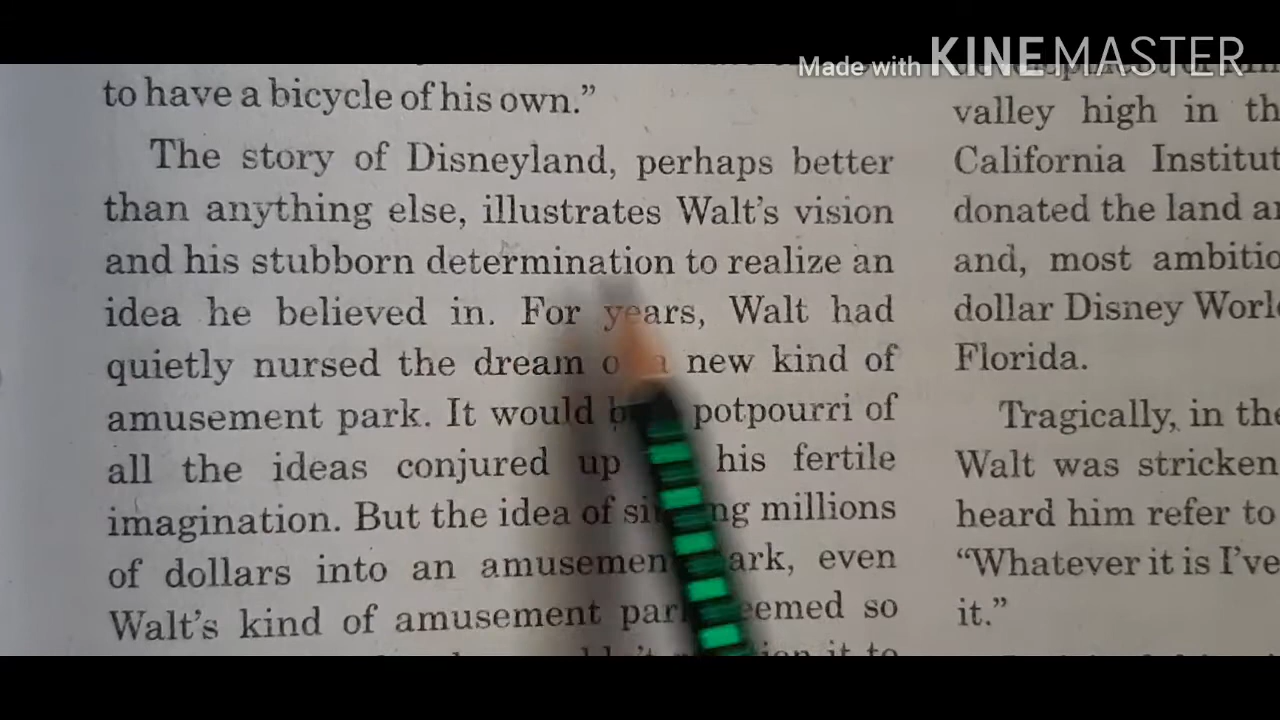 Made with KINEMASTER
to have a bicycle of his own.”
The story of Disneyland, perhaps better
than anything else, illustrates Walt’s vision
and his stubborn determination to realize an
idea he believed in. For years, Walt had
quietly nursed the dream new kind of
amusement park. It would potpourri of
all the ideas conjured up his fertile
imagination. But the idea of millions
of dollars into an even
Walt’s kind of amusement so
it to
valley high in
California
donated the land
and, most
dollar Disney
Florida.
Tragically, in
Walt was stricken
heard him refer to
“Whatever it is I’ve
it.”